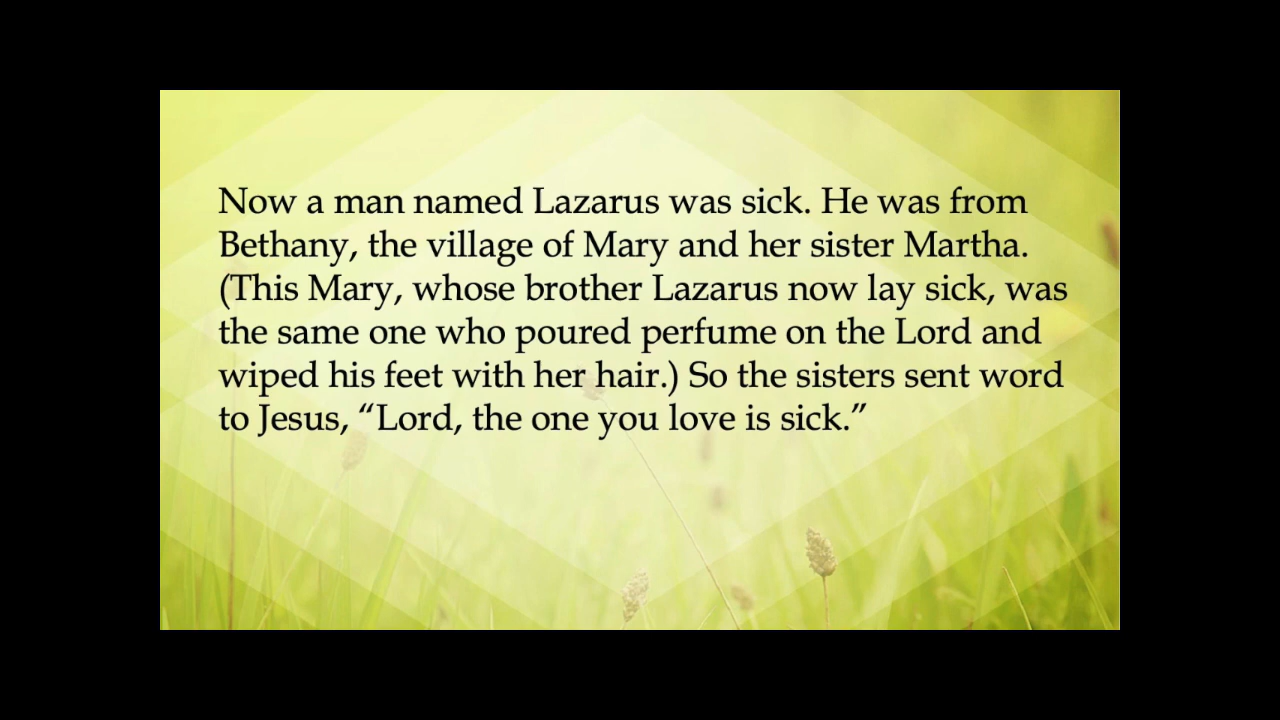 Now a man named Lazarus was sick. He was from
Bethany, the village of Mary and her sister Martha.
(This Mary, whose brother Lazarus now lay sick, was
the same one who poured perfume on the Lord and
wiped his feet with her hair.) So the sisters sent word
to Jesus, “Lord, the one you love is sick.”